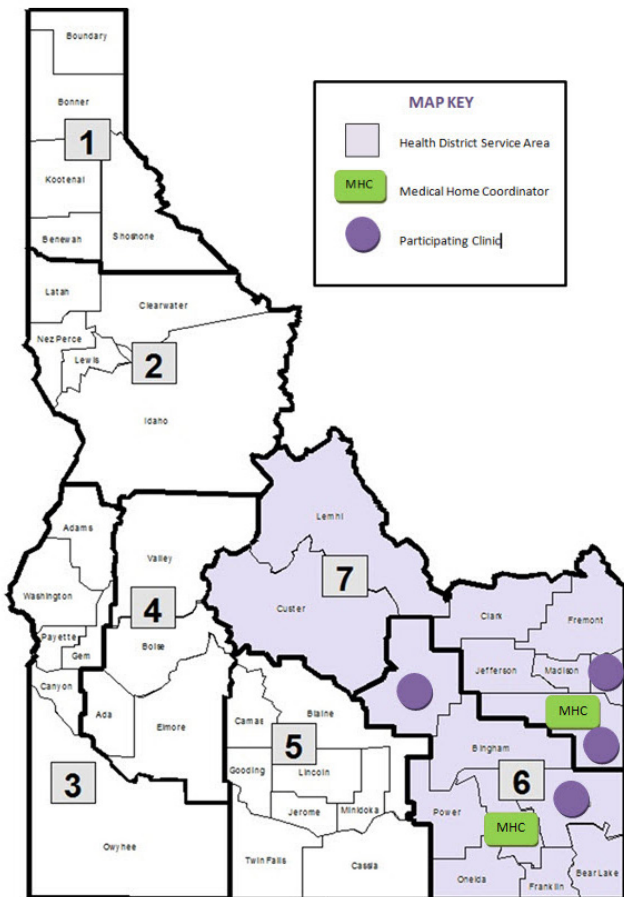 Boundary
Bonner
1
Kootenai
Benewah
Shoshone
MAP KEY
Health District Service Area
MHC Medical Home Coordinator
Participating Clinic
Latah
Clearwater
Nez Perce
Lewis
2
Idaho
Adams
Valley
Washington
4
Payette
Gem
Boise
Canyon
Ada
Elmore
3
Owyhee
Lemhi
7
Custer
Clark
Fremont
Jefferson
Madison
MHC
Camas
Blaine
5
Gooding
Lincoln
Jerome
Minidoka
Twin Falls
Cassia
Bingham
6
Power
MHC
Oneida
Franklin
Bear Lake